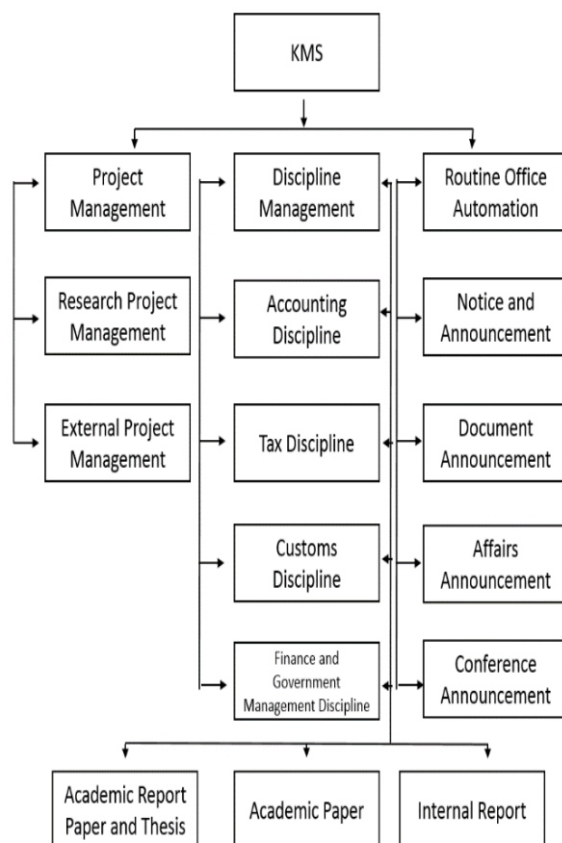 KMS
Project
Management
Discipline
Management
Routine Office
Automation
Research Project
Management
Accounting
Discipline
Notice and
Announcement
External Project
Management
Tax Discipline
Document
Announcement
Customs
Discipline
Affairs
Announcement
Finance and
Government
Management Discipline
Conference
Announcement
Academic Report
Paper and Thesis
Academic Paper
Internal Report